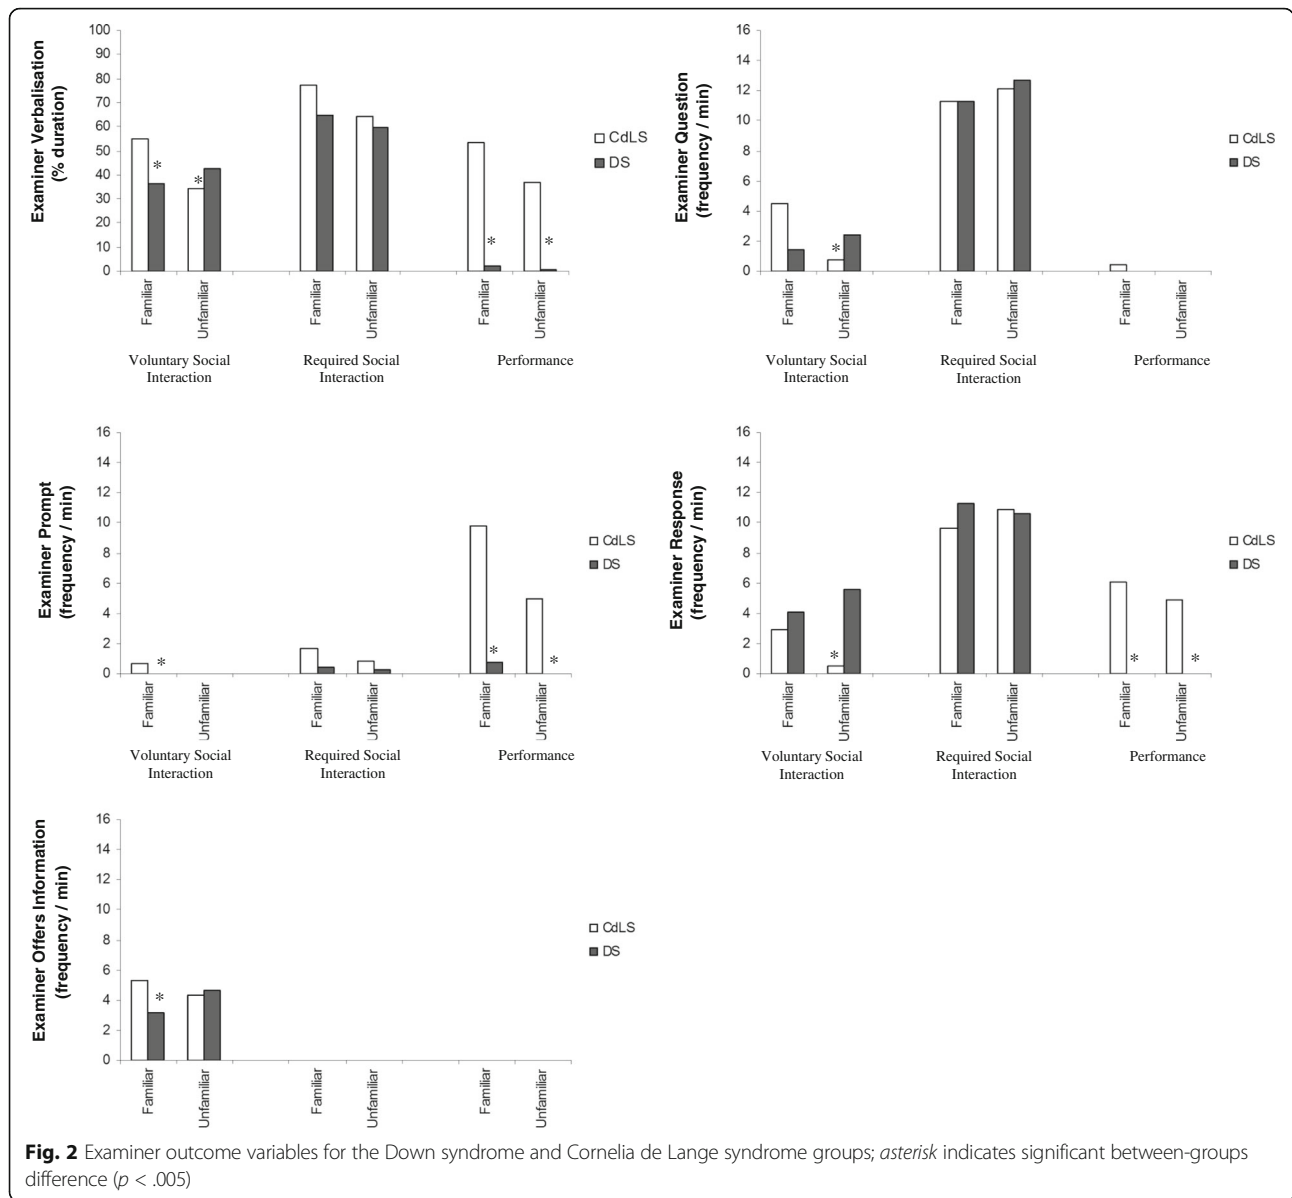 Examiner Verbalisation
(% duration)
100
90
80
70
60
50
40
30
20
10
0
*
*
*
*
CdLS
DS
Familiar
Unfamiliar
Familiar
Unfamiliar
Familiar
Unfamiliar
Voluntary Social
Interaction
Required Social
Interaction
Performance
Examiner Question
(frequency / min)
16
14
12
10
8
6
4
2
0
*
CdLS
DS
Familiar
Unfamiliar
Familiar
Unfamiliar
Familiar
Unfamiliar
Voluntary Social
Interaction
Required Social
Interaction
Performance
Examiner Prompt
(frequency / min)
16
14
12
10
8
6
4
2
0
*
*
*
CdLS
DS
Familiar
Unfamiliar
Familiar
Unfamiliar
Familiar
Unfamiliar
Voluntary Social
Interaction
Required Social
Interaction
Performance
Examiner Response
(frequency / min)
16
14
12
10
8
6
4
2
0
*
*
*
CdLS
DS
Familiar
Unfamiliar
Familiar
Unfamiliar
Familiar
Unfamiliar
Voluntary Social
Interaction
Required Social
Interaction
Performance
Examiner Offers Information
(frequency / min)
16
14
12
10
8
6
4
2
0
*
CdLS
DS
Familiar
Unfamiliar
Familiar
Unfamiliar
Familiar
Unfamiliar
Fig. 2 Examiner outcome variables for the Down syndrome and Cornelia de Lange syndrome groups; asterisk indicates significant between-groups
difference (p < .005)